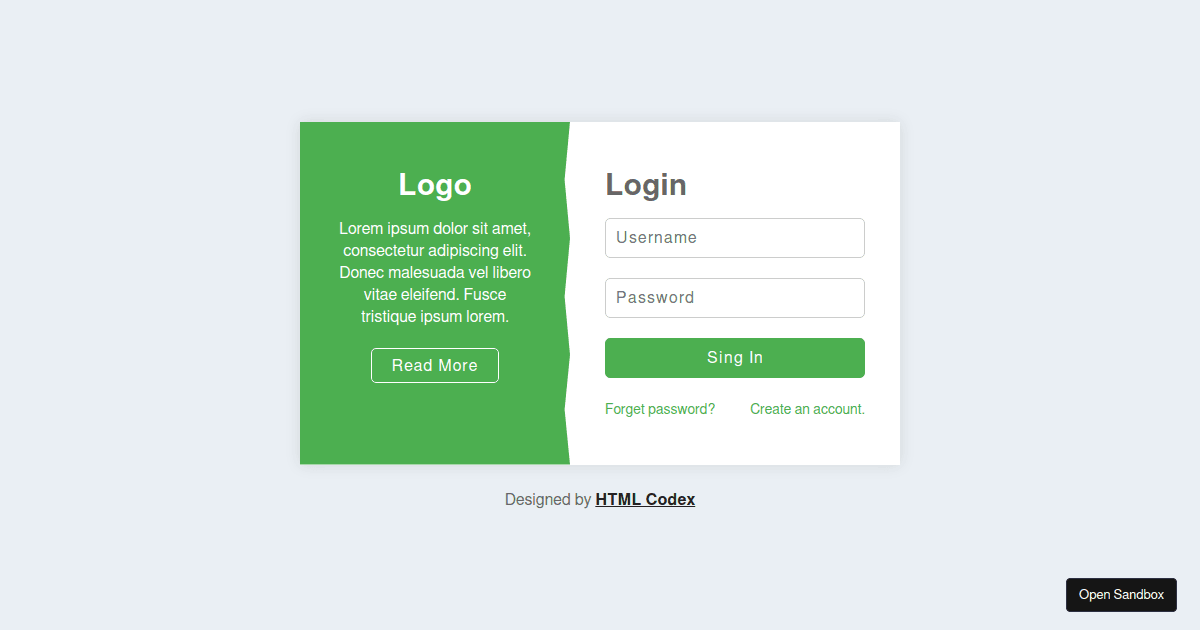 Logo
Lorem ipsum dolor sit amet,
consectetur adipiscing elit.
Donec malesuada vel libero
vitae eleifend. Fusce
tristique ipsum lorem.
Read More
Login
Username
Password
Sing In
Forget password? Create an account.
Designed by HTML Codex
Open Sandbox